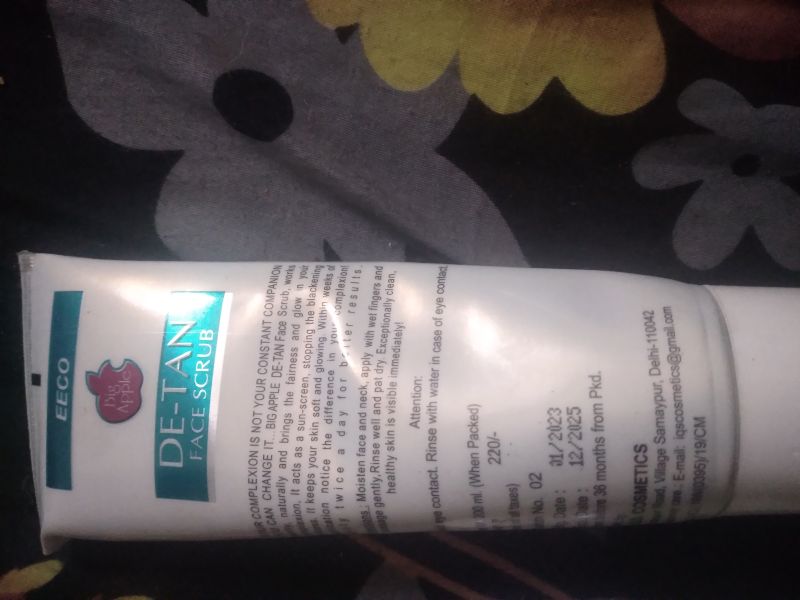 EECO
Big
Apple
DE-TAN
FACE SCRUB
COMPLEXION IS NOT YOUR CONSTANT COMPANION
CAN CHANGE IT... BIG APPLE DE-TAN Face Scrub, works
naturally and brings the fairness and glow in your
It acts as a sun-screen, stopping the blackening
It keeps your skin soft and glowing. Within weeks of
notice the difference in your complexion!
twice a day for better results.
Moisten face and neck, apply with wet fingers and
gently. Rinse well and pat dry. Exceptionally clean,
healthy skin is visible immediately!
Attention:
eye contact. Rinse with water in case of eye contact.
ml. (When Packed)
220/-
of taxes)
No. 02
Date : 01/2023
Date : 12/2025
36 months from Pkd.
COSMETICS
Road, Village Samaypur, Delhi-110042
E-mail: iqscosmetics@gmail.com
/19/CM